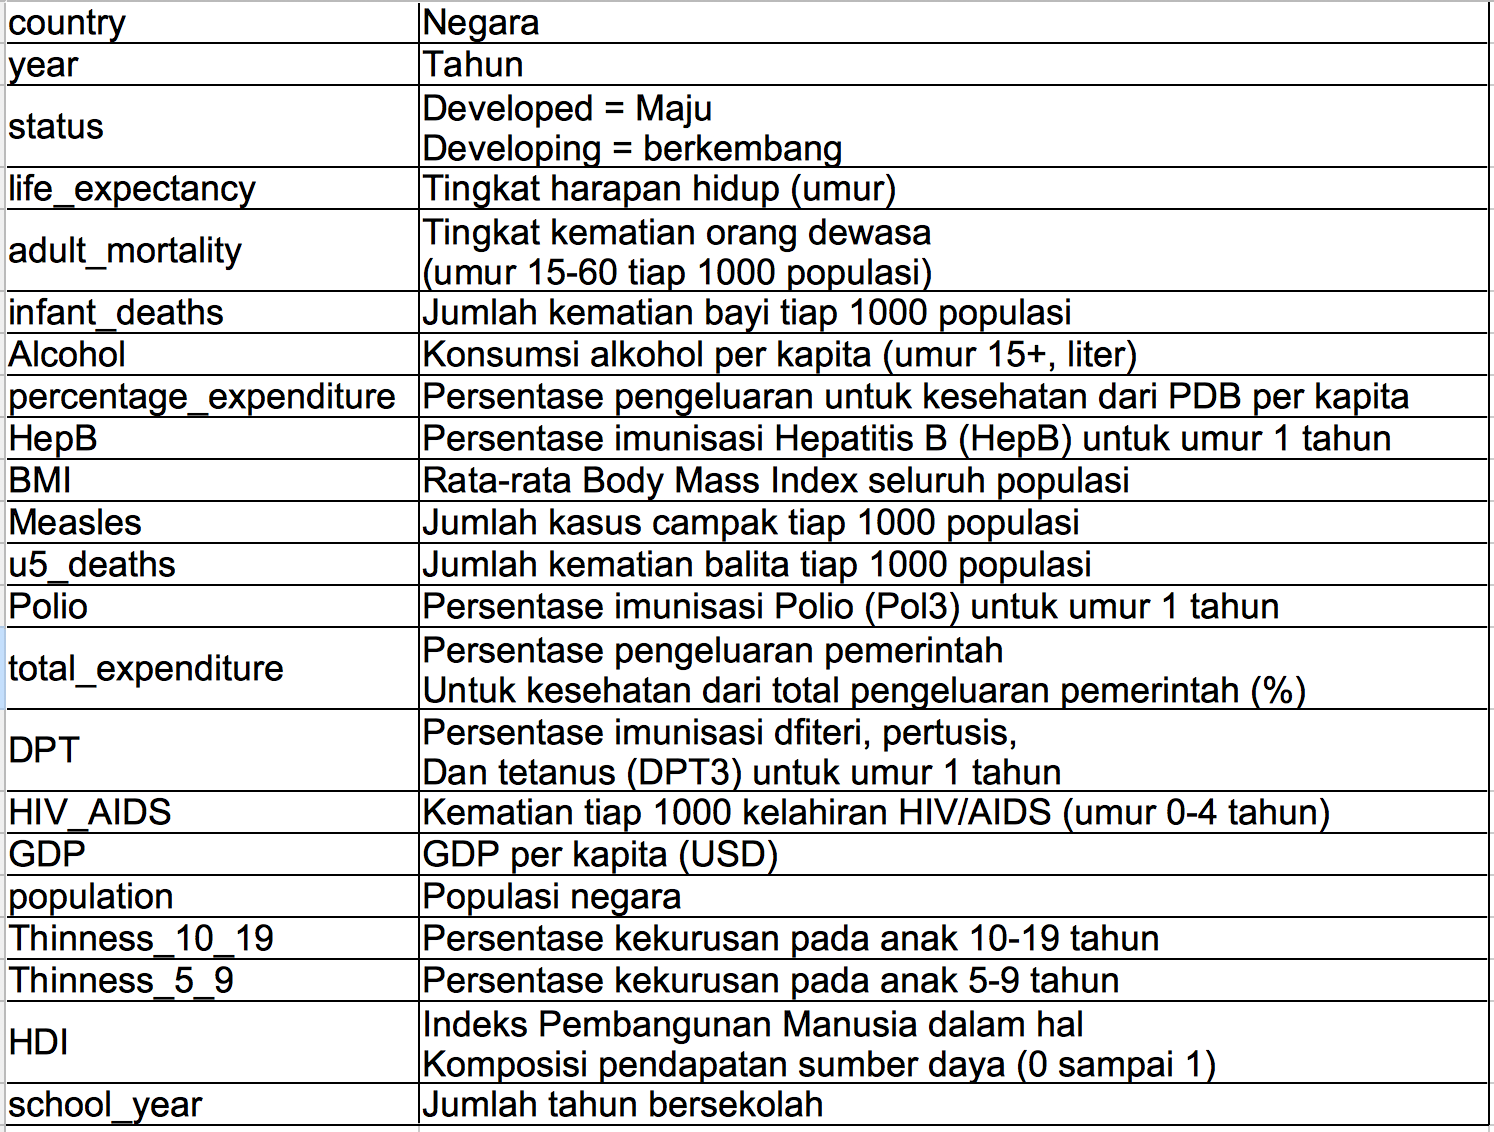 country Negara
year Tahun
status Developed = Maju
Developing = berkembang
life_expectancy Tingkat harapan hidup (umur)
adult_mortality Tingkat kematian orang dewasa
(umur 15-60 tiap 1000 populasi)
infant_deaths Jumlah kematian bayi tiap 1000 populasi
Alcohol Konsumsi alkohol per kapita (umur 15+, liter)
percentage_expenditure Persentase pengeluaran untuk kesehatan dari PDB per kapita
HepB Persentase imunisasi Hepatitis B (HepB) untuk umur 1 tahun
BMI Rata-rata Body Mass Index seluruh populasi
Measles Jumlah kasus campak tiap 1000 populasi
u5_deaths Jumlah kematian balita tiap 1000 populasi
Polio Persentase imunisasi Polio (Pol3) untuk umur 1 tahun
total_expenditure Persentase pengeluaran pemerintah
Untuk kesehatan dari total pengeluaran pemerintah (%)
DPT Persentase imunisasi dfiteri, pertusis,
Dan tetanus (DPT3) untuk umur 1 tahun
HIV_AIDS Kematian tiap 1000 kelahiran HIV/AIDS (umur 0-4 tahun)
GDP GDP per kapita (USD)
population Populasi negara
Thinness_10_19 Persentase kekurusan pada anak 10-19 tahun
Thinness_5_9 Persentase kekurusan pada anak 5-9 tahun
HDI Indeks Pembangunan Manusia dalam hal
Komposisi pendapatan sumber daya (0 sampai 1)
school_year Jumlah tahun bersekolah